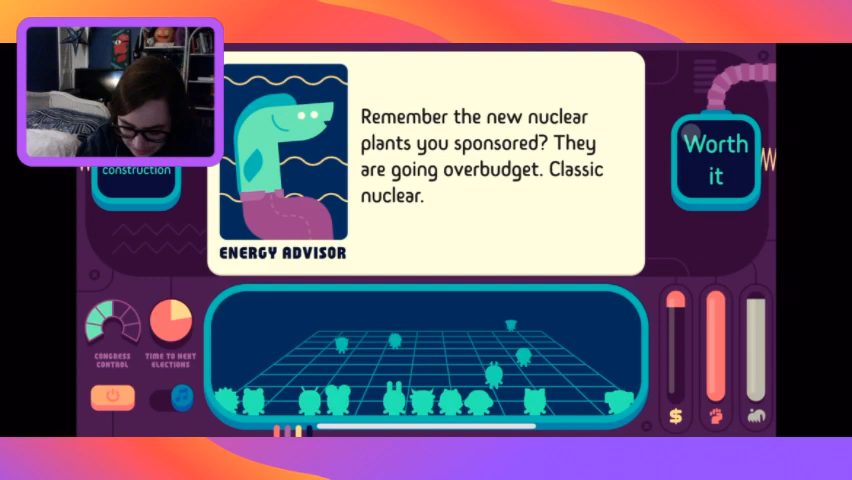 Remember the new nuclear
plants you sponsored? They
are going overbudget. Classic
nuclear.
ENERGY ADVISOR
construction
Worth
it
CONGRESS
CONTROL
TIME TO NEXT
ELECTIONS
$